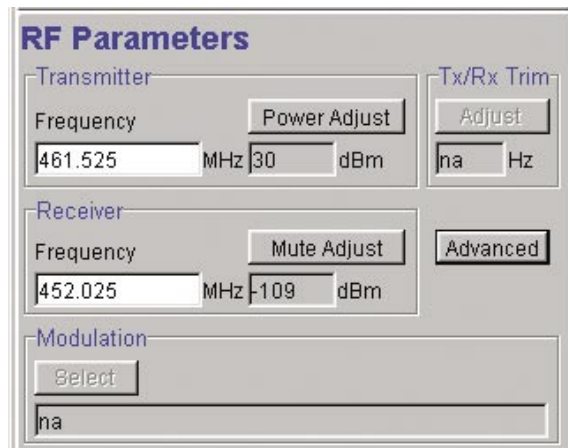 RF Parameters
Transmitter
Tx/Rx Trim
Frequency
Power Adjust
Adjust
461.525 MHz 30 dBm
na Hz
Receiver
Frequency
Mute Adjust
Advanced
452.025 MHz -109 dBm
Modulation
Select
na